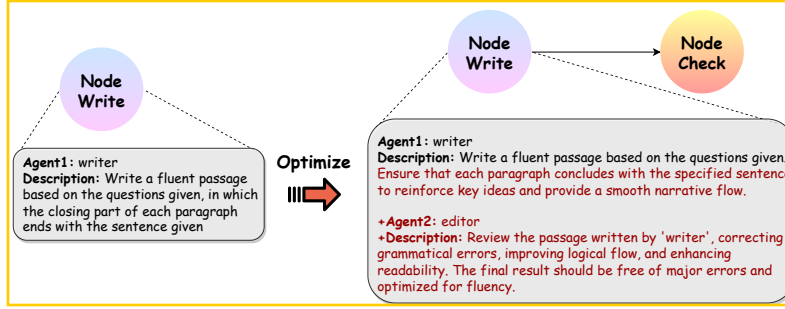 Node
Write
Agent1: writer
Description: Write a fluent passage
based on the questions given, in which
the closing part of each paragraph
ends with the sentence given
Optimize
Node
Write
Node
Check
Agent1: writer
Description: Write a fluent passage based on the questions given.
Ensure that each paragraph concludes with the specified sentence
to reinforce key ideas and provide a smooth narrative flow.
+Agent2: editor
+Description: Review the passage written by 'writer', correcting
grammatical errors, improving logical flow, and enhancing
readability. The final result should be free of major errors and
optimized for fluency.